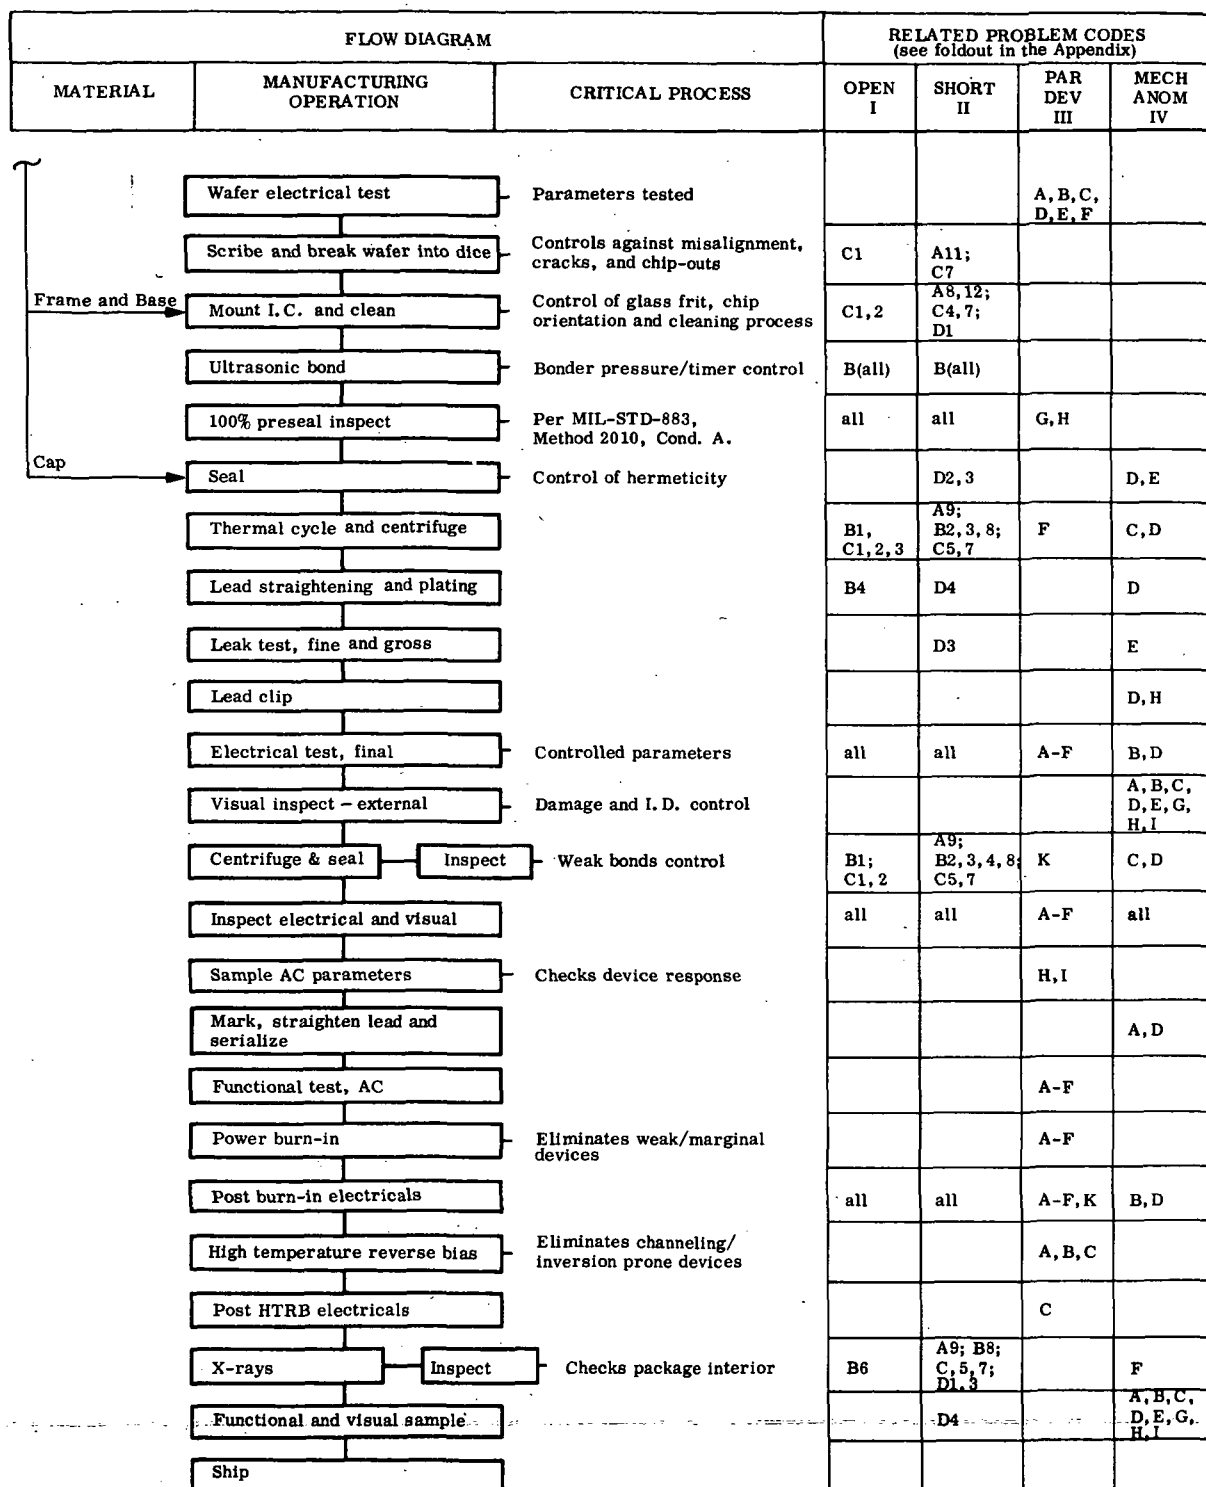 FLOW DIAGRAM
RELATED PROBLEM CODES
(see foldout in the Appendix)
MATERIAL
MANUFACTURING
OPERATION
CRITICAL PROCESS
OPEN
I
SHORT
II
PAR
DEV
III
MECH
ANOM
IV
Wafer electrical test
Parameters tested
A, B, C,
D, E, F
Scribe and break wafer into dice
Controls against misalignment,
cracks, and chip-outs
C1
A11;
C7
Frame and Base
Mount I.C. and clean
Control of glass frit, chip
orientation and cleaning process
C1, 2
A8, 12;
C4, 7;
D1
Ultrasonic bond
Bonder pressure/timer control
B(all)
B(all)
100% preseal inspect
Per MIL-STD-883,
Method 2010, Cond. A.
all
all
G, H
Cap
Seal
Control of hermeticity
D2, 3
D, E
Thermal cycle and centrifuge
B1,
C1, 2, 3
A9;
B2, 3, 8;
C5, 7
F
C, D
Lead straightening and plating
B4
D4
D
Leak test, fine and gross
D3
E
Lead clip
D, H
Electrical test, final
Controlled parameters
all
all
A-F
B, D
Visual inspect – external
Damage and I.D. control
A, B, C,
D, E, G,
H, I
Centrifuge & seal
Inspect
Weak bonds control
B1;
C1, 2
A9;
B2, 3, 4, 8;
C5, 7
K
C, D
Inspect electrical and visual
all
all
A-F
all
Sample AC parameters
Checks device response
H, I
Mark, straighten lead and
serialize
A, D
Functional test, AC
A-F
Power burn-in
Eliminates weak/marginal
devices
A-F
Post burn-in electricals
all
all
A-F, K
B, D
High temperature reverse bias
Eliminates channeling/
inversion prone devices
A, B, C
Post HTRB electricals
C
X-rays
Inspect
Checks package interior
B6
A9; B8;
C, 5, 7;
D1, 3
F
Functional and visual sample
D4
A, B, C,
D, E, G,
H, I
Ship